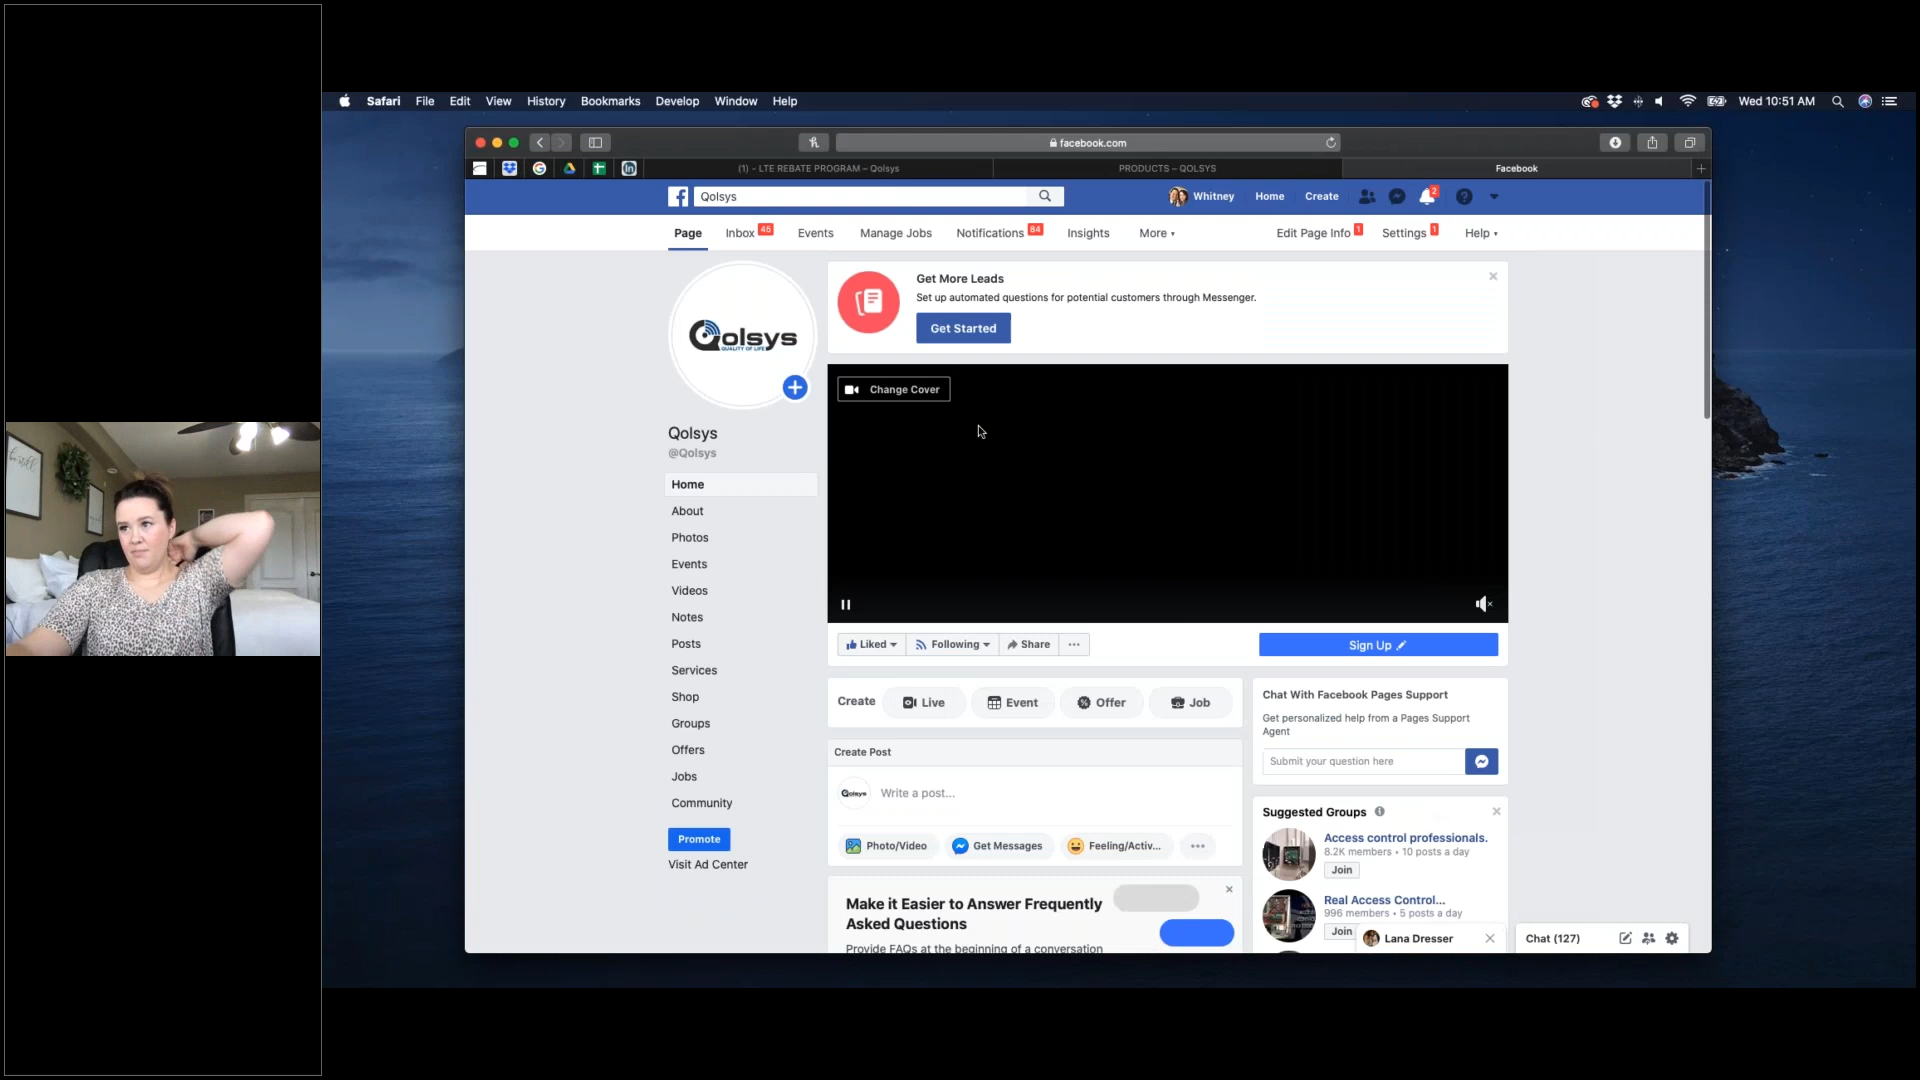 Safari File Edit View History Bookmarks Develop Window Help
Wed 10:51 AM
facebook.com
(1) - LTE REBATE PROGRAM – Qolsys
PRODUCTS – QOLSYS
Facebook
Qolsys
Whitney Home Create 2
Page Inbox 45 Events Manage Jobs Notifications 84 Insights More Edit Page Info 1 Settings 1 Help
Get More Leads
Set up automated questions for potential customers through Messenger.
Get Started
Qolsys
QUALITY OF LIFE
Change Cover
Qolsys
@Qolsys
Home
About
Photos
Events
Videos
Notes
Posts
Services
Shop
Groups
Offers
Jobs
Community
Promote
Visit Ad Center
Liked Following Share ...
Sign Up
Create Live Event Offer Job
Create Post
Qolsys
Write a post...
Photo/Video Get Messages Feeling/Activ...
Make it Easier to Answer Frequently
Asked Questions
Provide FAQs at the beginning of a conversation
Chat With Facebook Pages Support
Get personalized help from a Pages Support
Agent
Submit your question here
Suggested Groups
Access control professionals.
8.2K members • 10 posts a day
Join
Real Access Control...
996 members • 5 posts a day
Join
Lana Dresser
Chat (127)